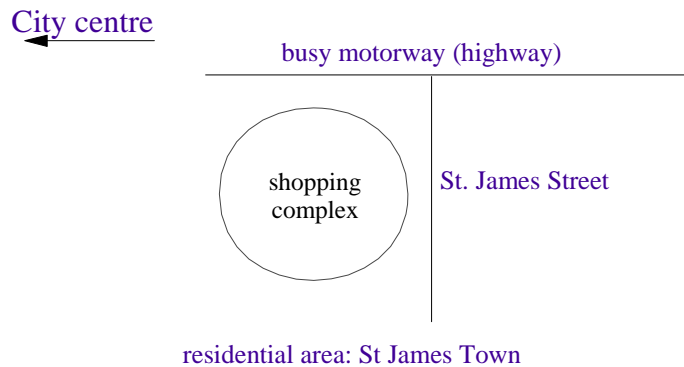 City centre
busy motorway (highway)
shopping
complex
St. James Street
residential area: St James Town